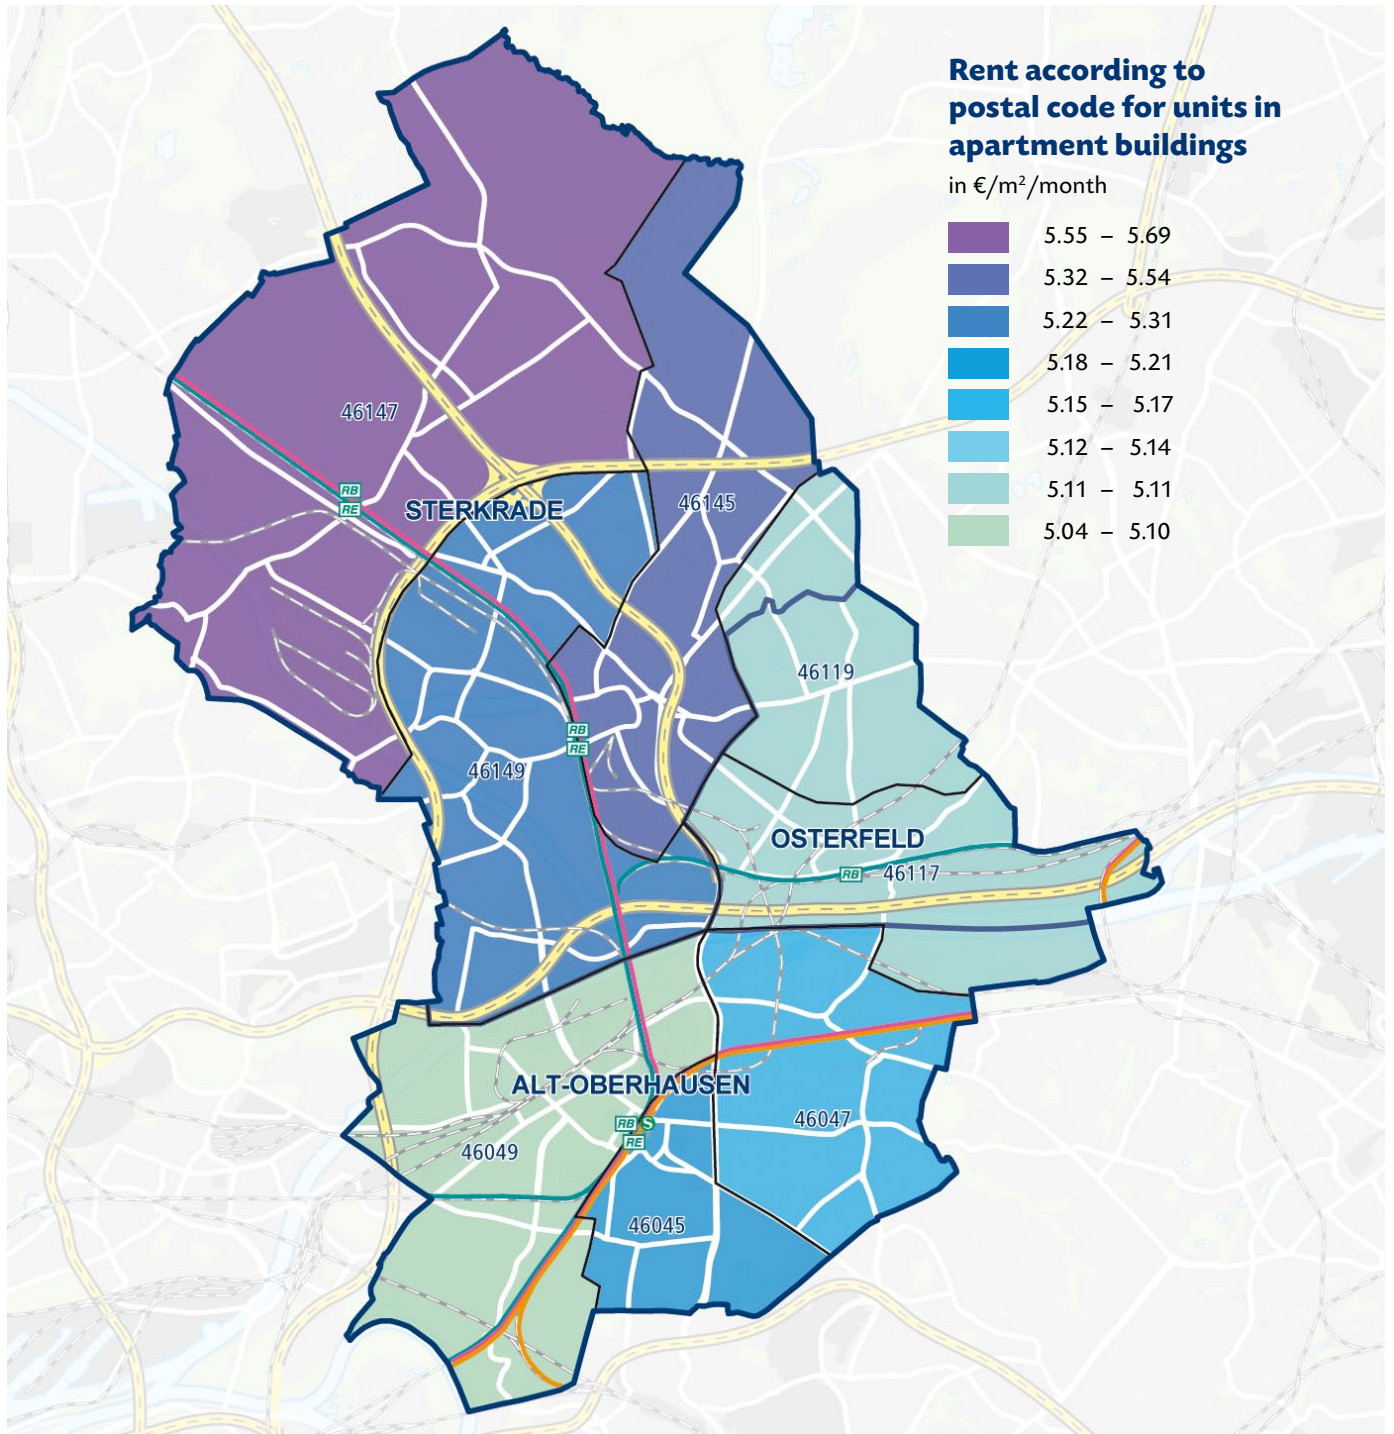 Rent according to
postal code for units in
apartment buildings
in €/m²/month
5.55 – 5.69
5.32 – 5.54
5.22 – 5.31
5.18 – 5.21
5.15 – 5.17
5.12 – 5.14
5.11 – 5.11
5.04 – 5.10
46147
RB
RE
STERKRADE
46145
46119
RB
RE
46149
OSTERFELD
RB
46117
ALT-OBERHAUSEN
RB S
RE
46047
46049
46045